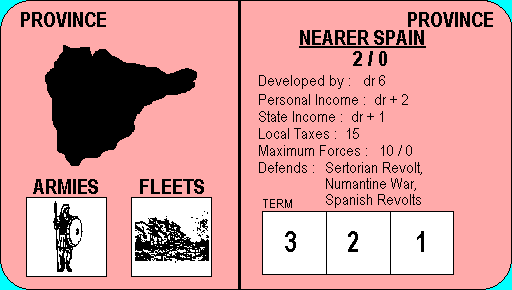 PROVINCE
ARMIES
FLEETS
PROVINCE
NEARER SPAIN
2 / 0
Developed by : dr 6
Personal Income : dr + 2
State Income : dr + 1
Local Taxes : 15
Maximum Forces : 10 / 0
Defends : Sertorian Revolt,
Numantine War,
Spanish Revolts
TERM
3 2 1